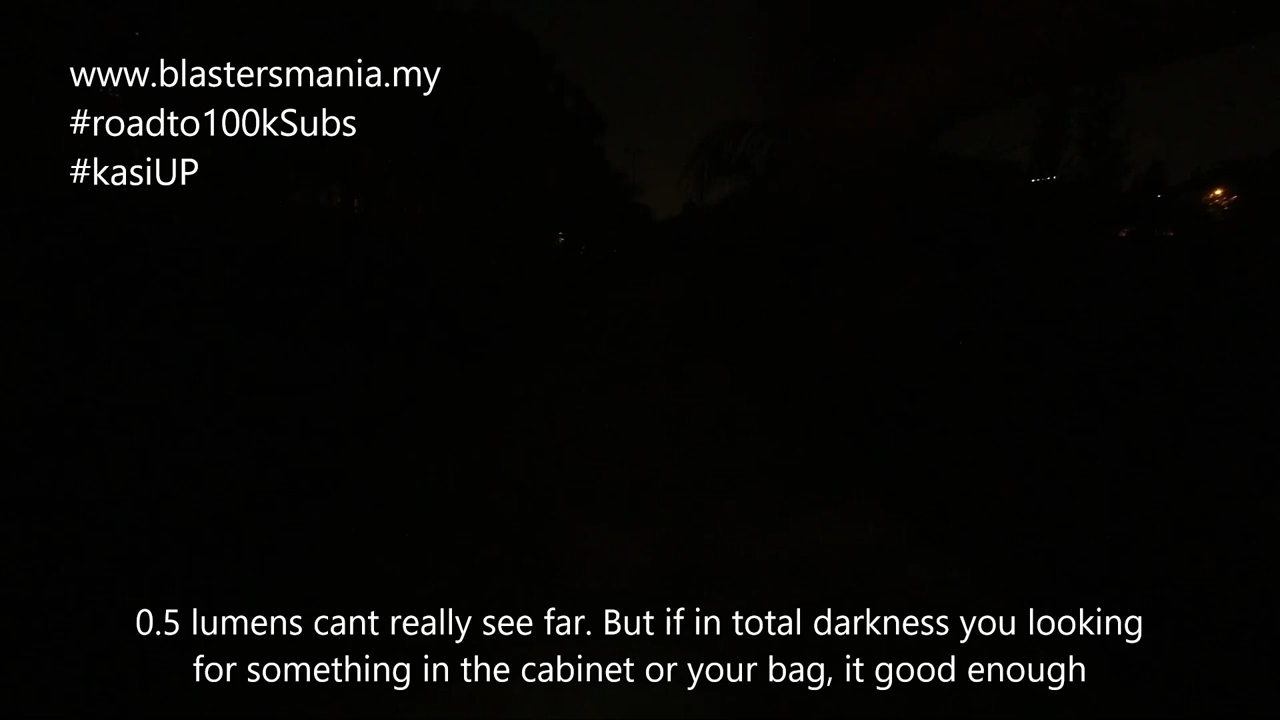 www.blastersmania.my
#roadto100kSubs
#kasiUP
0.5 lumens cant really see far. But if in total darkness you looking
for something in the cabinet or your bag, it good enough